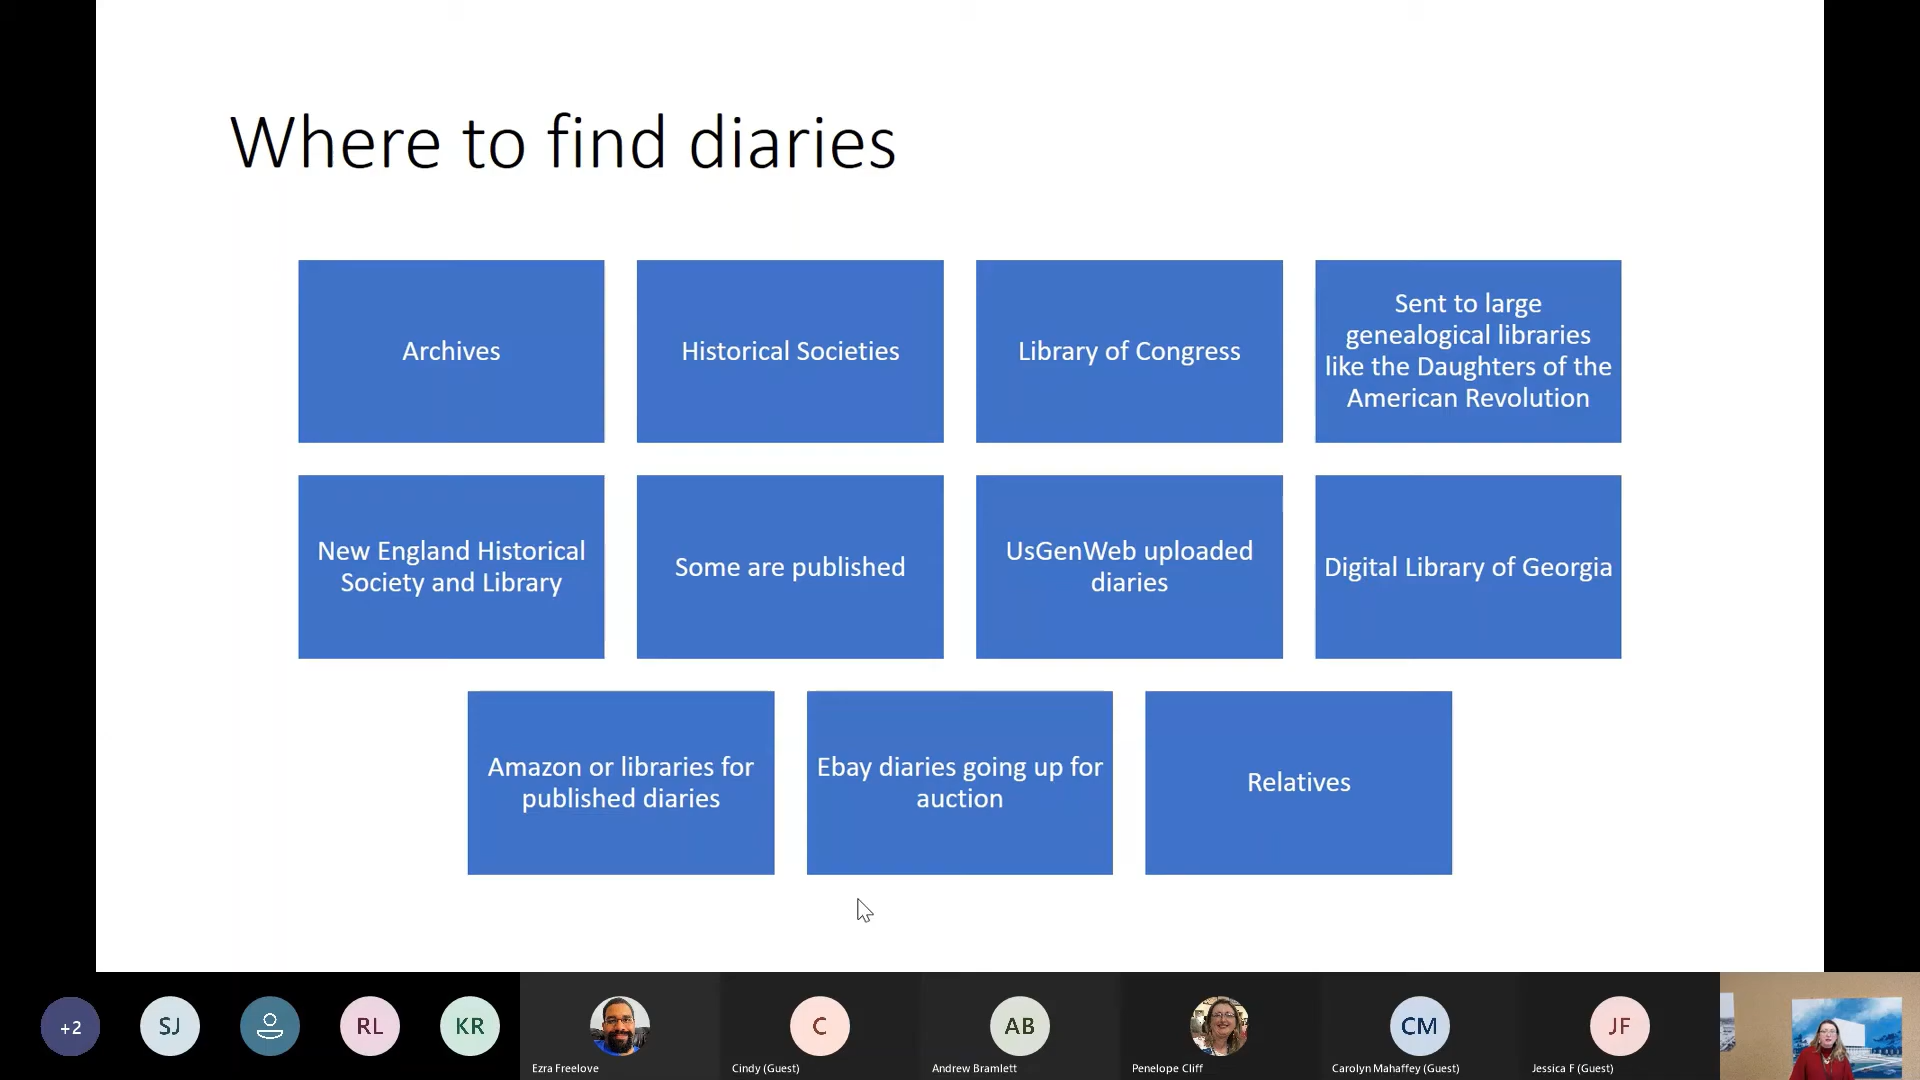 Where to find diaries
Archives
Historical Societies
Library of Congress
Sent to large
genealogical libraries
like the Daughters of the
American Revolution
New England Historical
Society and Library
Some are published
UsGenWeb uploaded
diaries
Digital Library of Georgia
Amazon or libraries for
published diaries
Ebay diaries going up for
auction
Relatives
+2
SJ
RL
KR
Ezra Freelove
C
Cindy (Guest)
AB
Andrew Bramlett
Penelope Cliff
CM
Carolyn Mahaffey (Guest)
JF
Jessica F (Guest)